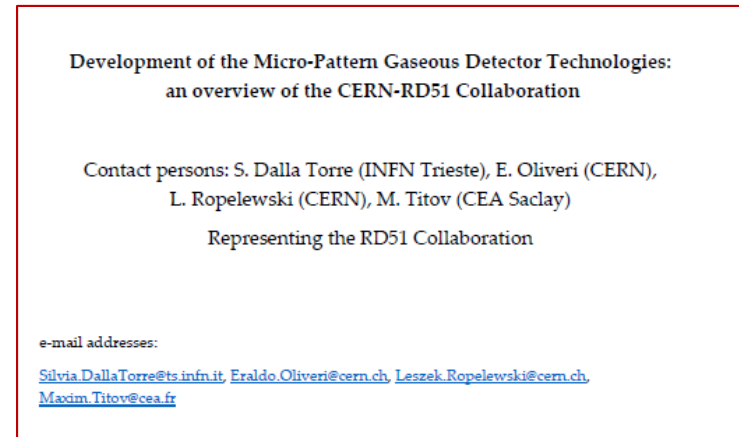 Development of the Micro-Pattern Gaseous Detector Technologies:
an overview of the CERN-RD51 Collaboration
Contact persons: S. Dalla Torre (INFN Trieste), E. Oliveri (CERN),
L. Ropelewski (CERN), M. Titov (CEA Saclay)
Representing the RD51 Collaboration
e-mail addresses:
Silvia.DallaTorre@ts.infn.it, Eraldo.Oliveri@cern.ch, Leszek.Ropelewski@cern.ch,
Maxim.Titov@cea.fr